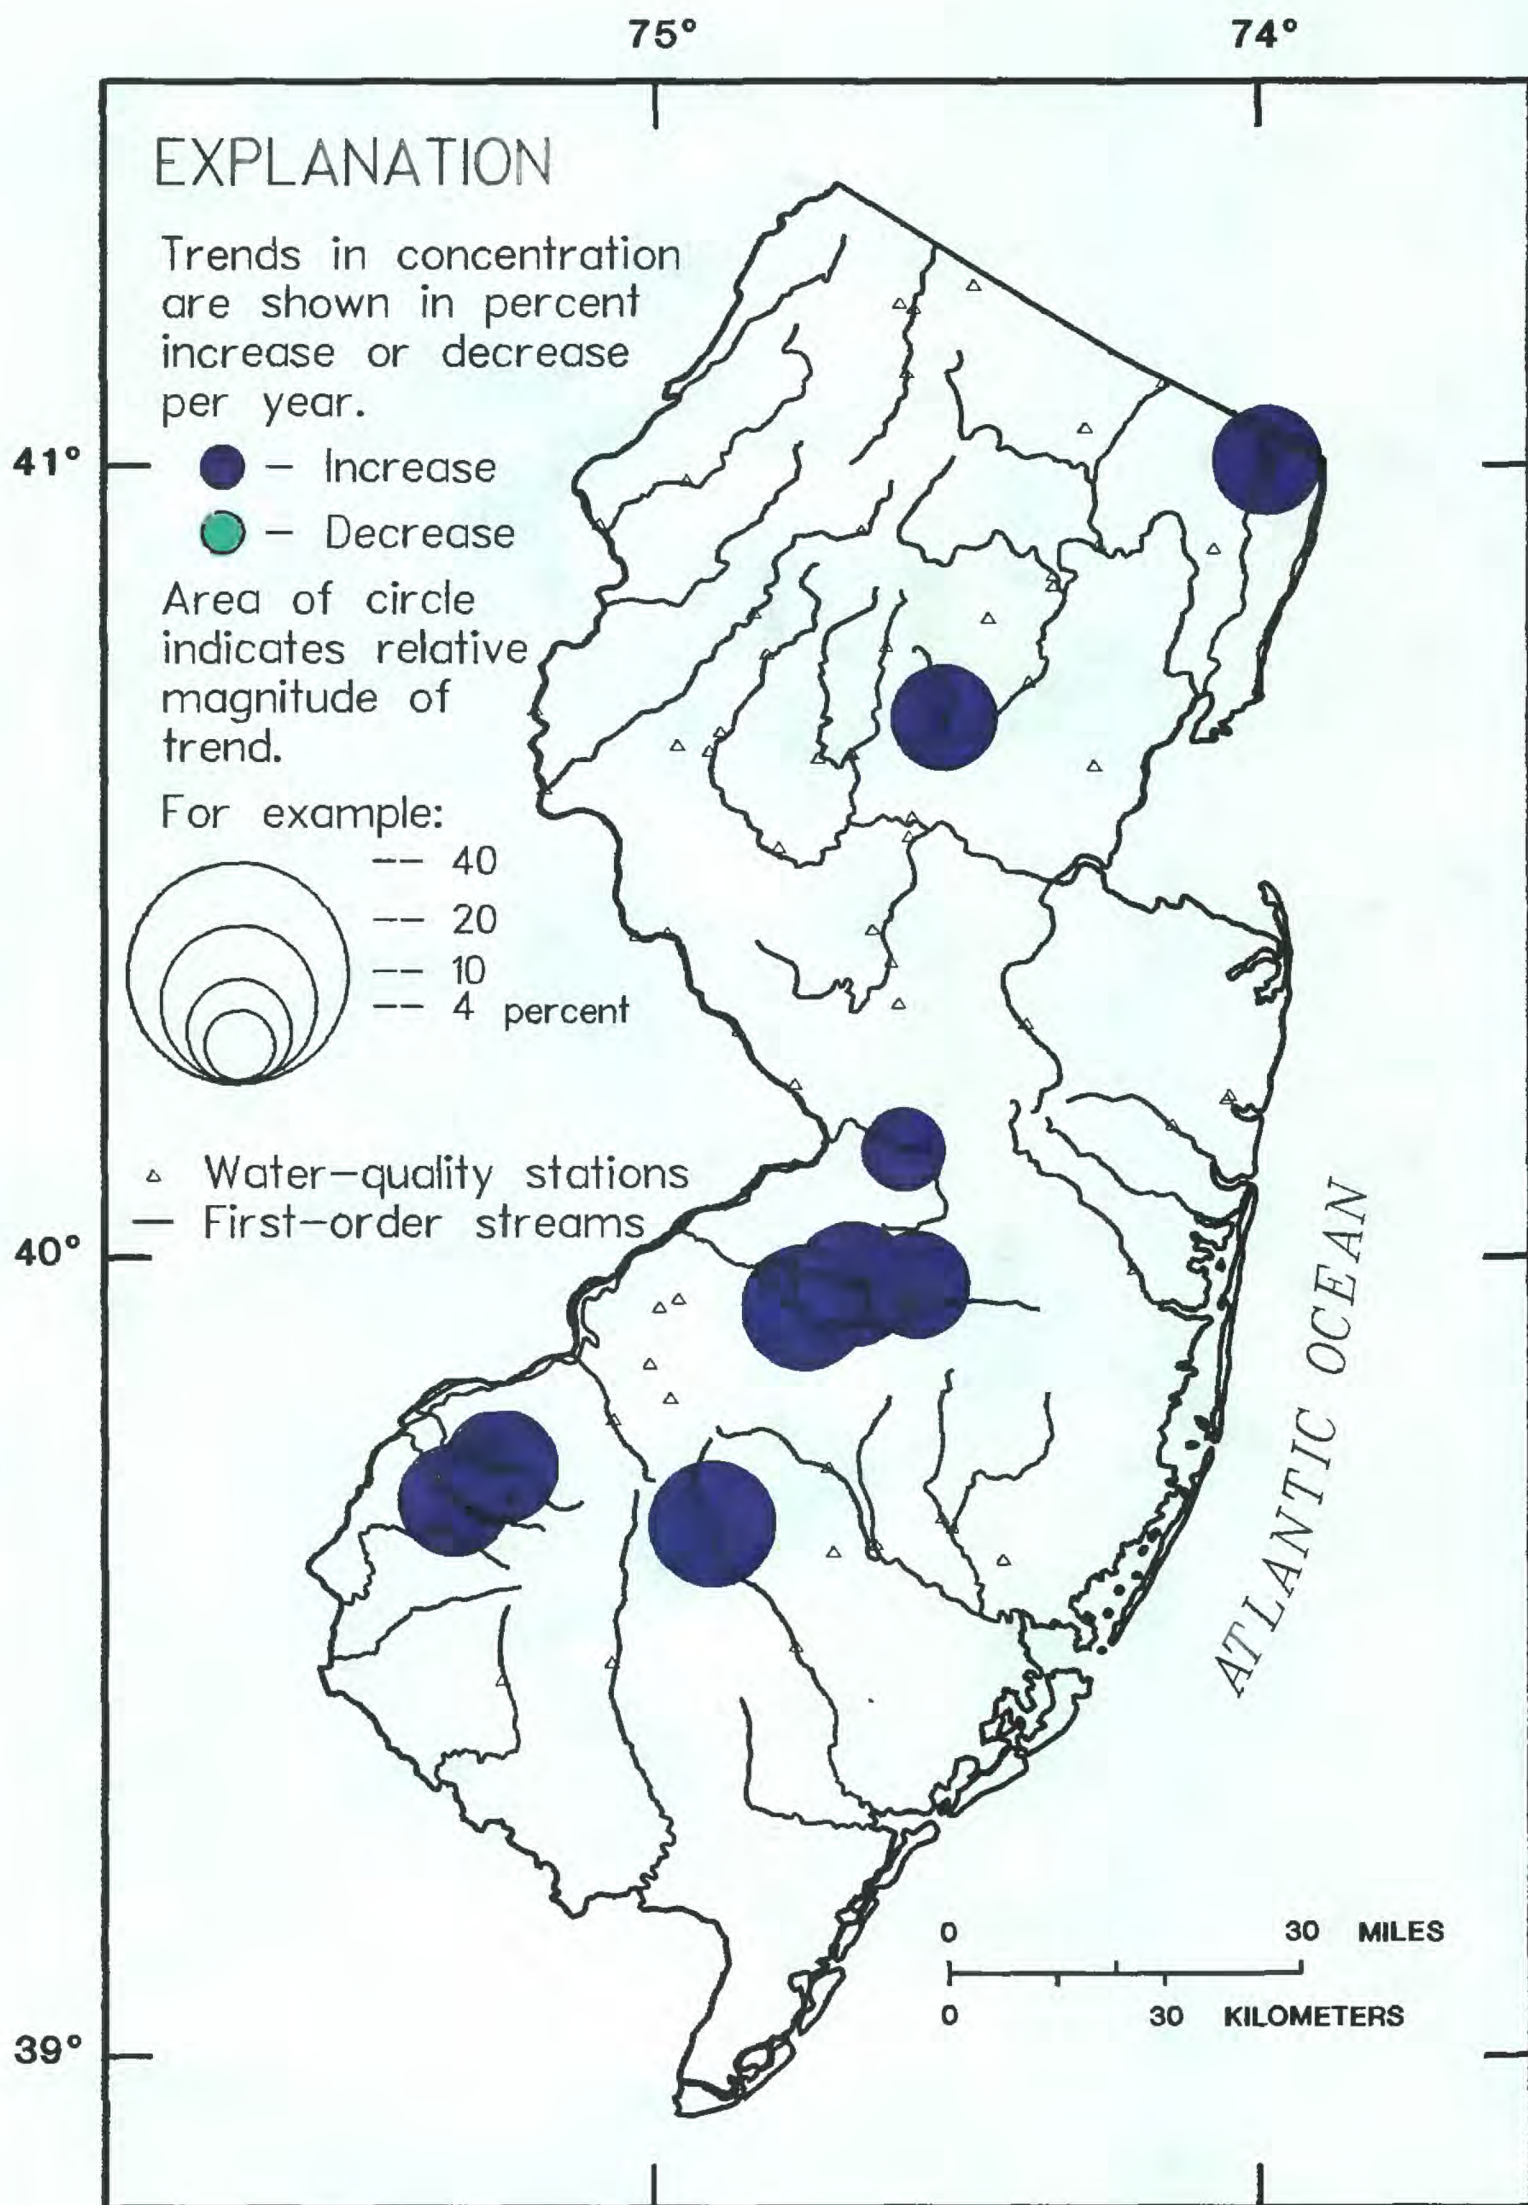 75° 74°
EXPLANATION
Trends in concentration
are shown in percent
increase or decrease
per year.
41°
— Increase
— Decrease
Area of circle
indicates relative
magnitude of
trend.
For example:
-- 40
-- 20
-- 10
-- 4 percent
Water—quality stations
— First—order streams
40°
ATLANTIC OCEAN
0 30 MILES
0 30 KILOMETERS
39°